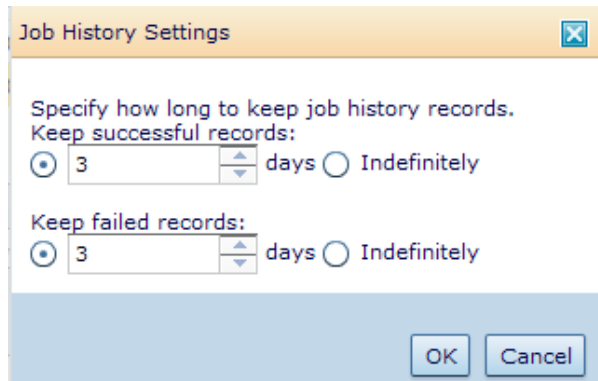 Job History Settings
Specify how long to keep job history records.
Keep successful records:
3 days Indefinitely
Keep failed records:
3 days Indefinitely
OK Cancel